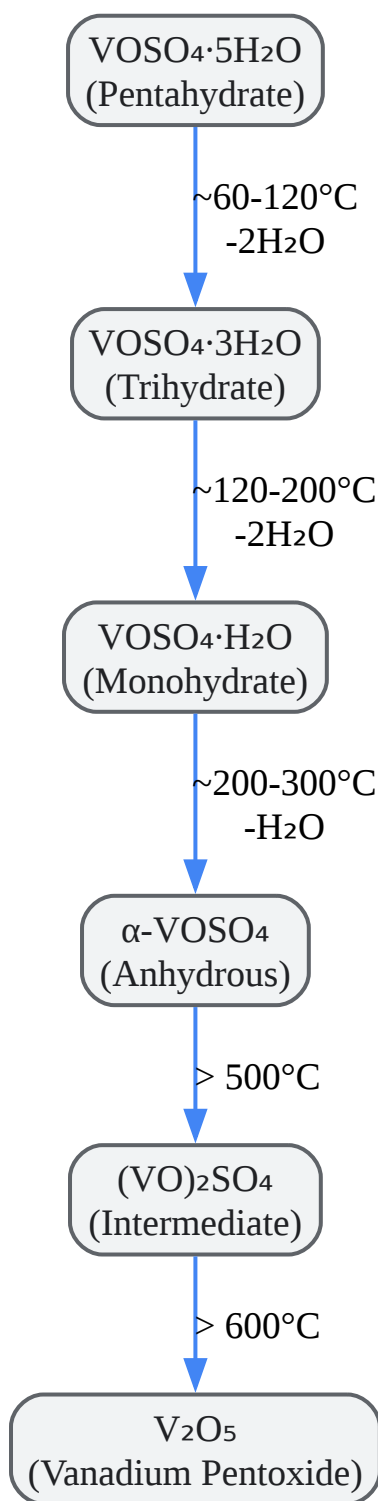 VOSO₄·5H₂O
(Pentahydrate)
~60-120°C
-2H₂O
VOSO₄·3H₂O
(Trihydrate)
~120-200°C
-2H₂O
VOSO₄·H₂O
(Monohydrate)
~200-300°C
-H₂O
α-VOSO₄
(Anhydrous)
> 500°C
(VO)₂SO₄
(Intermediate)
> 600°C
V₂O₅
(Vanadium Pentoxide)